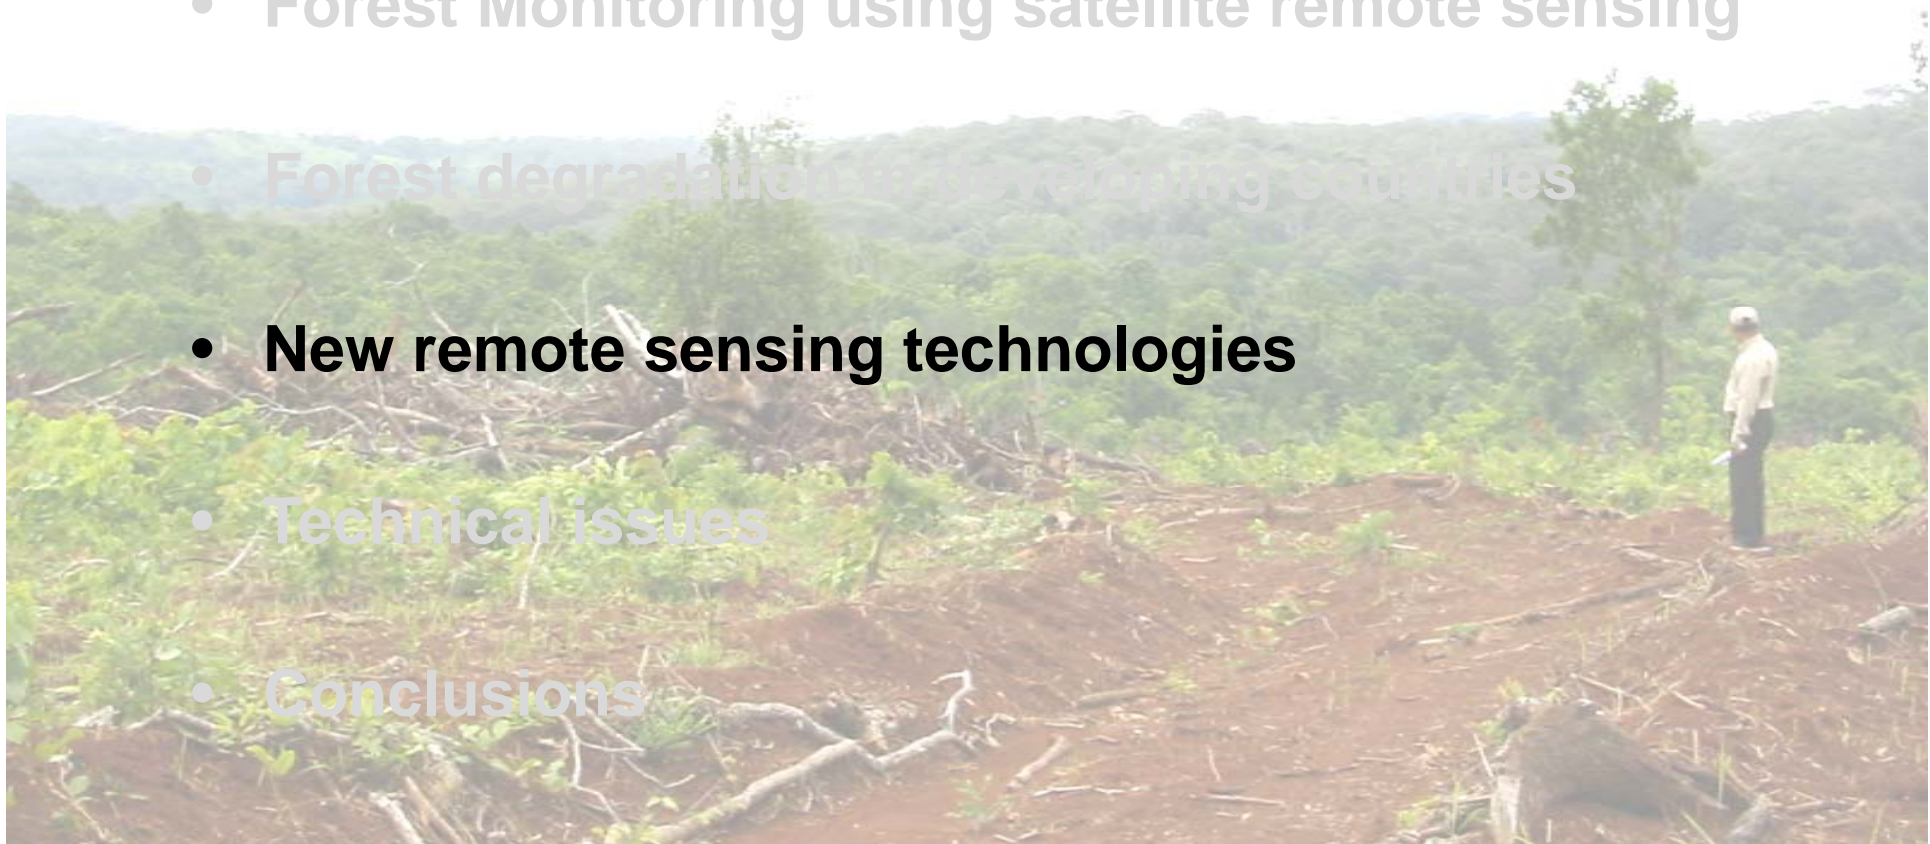 • Forest Monitoring using satellite remote sensing
• Forest degradation in developing countries
• New remote sensing technologies
• Technical issues
• Conclusions